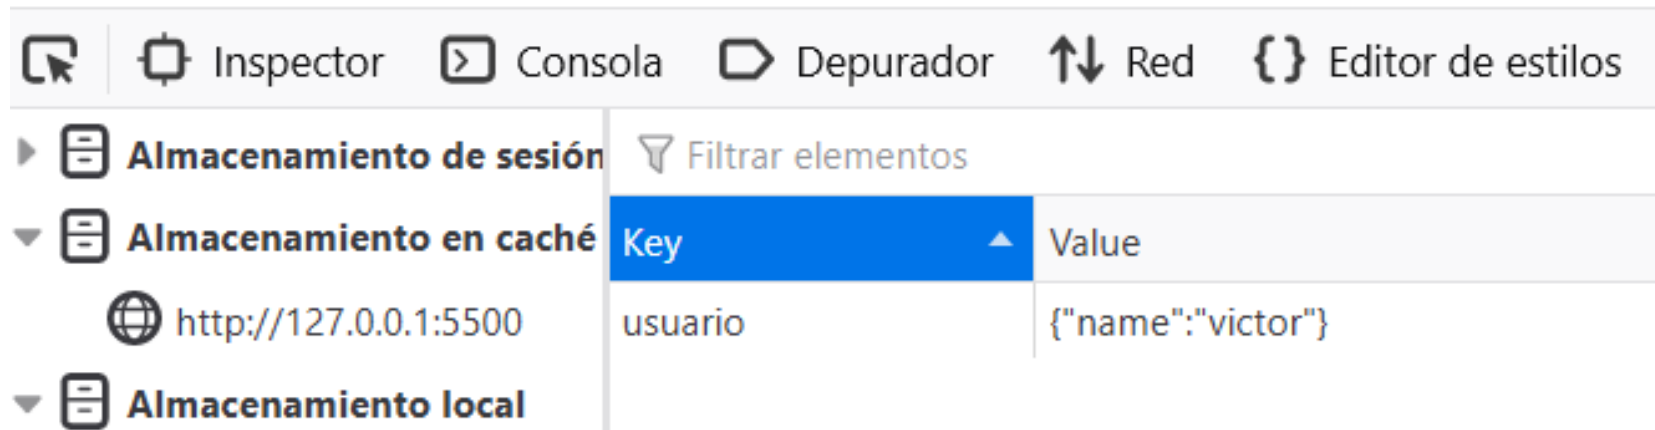 Inspector Consola Depurador Red Editor de estilos
Almacenamiento de sesión Filtrar elementos
Almacenamiento en caché Key Value
http://127.0.0.1:5500 usuario {"name":"victor"}
Almacenamiento local